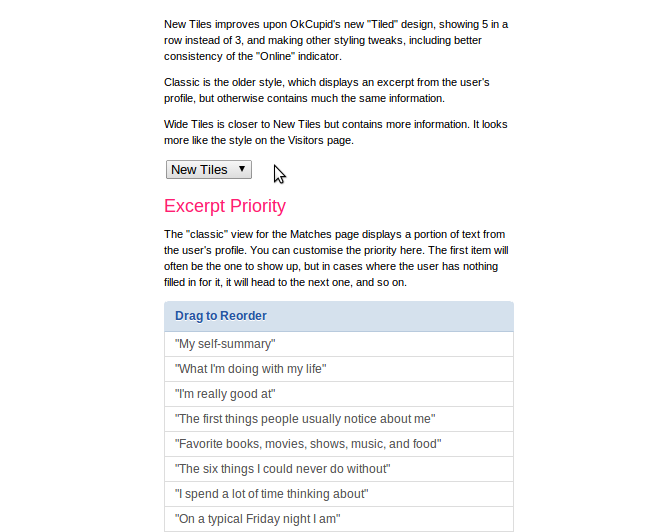 New Tiles improves upon OkCupid's new "Tiled" design, showing 5 in a
row instead of 3, and making other styling tweaks, including better
consistency of the "Online" indicator.
Classic is the older style, which displays an excerpt from the user's
profile, but otherwise contains much the same information.
Wide Tiles is closer to New Tiles but contains more information. It looks
more like the style on the Visitors page.
New Tiles
Excerpt Priority
The "classic" view for the Matches page displays a portion of text from
the user's profile. You can customise the priority here. The first item will
often be the one to show up, but in cases where the user has nothing
filled in for it, it will head to the next one, and so on.
Drag to Reorder
"My self-summary"
"What I'm doing with my life"
"I'm really good at"
"The first things people usually notice about me"
"Favorite books, movies, shows, music, and food"
"The six things I could never do without"
"I spend a lot of time thinking about"
"On a typical Friday night I am"